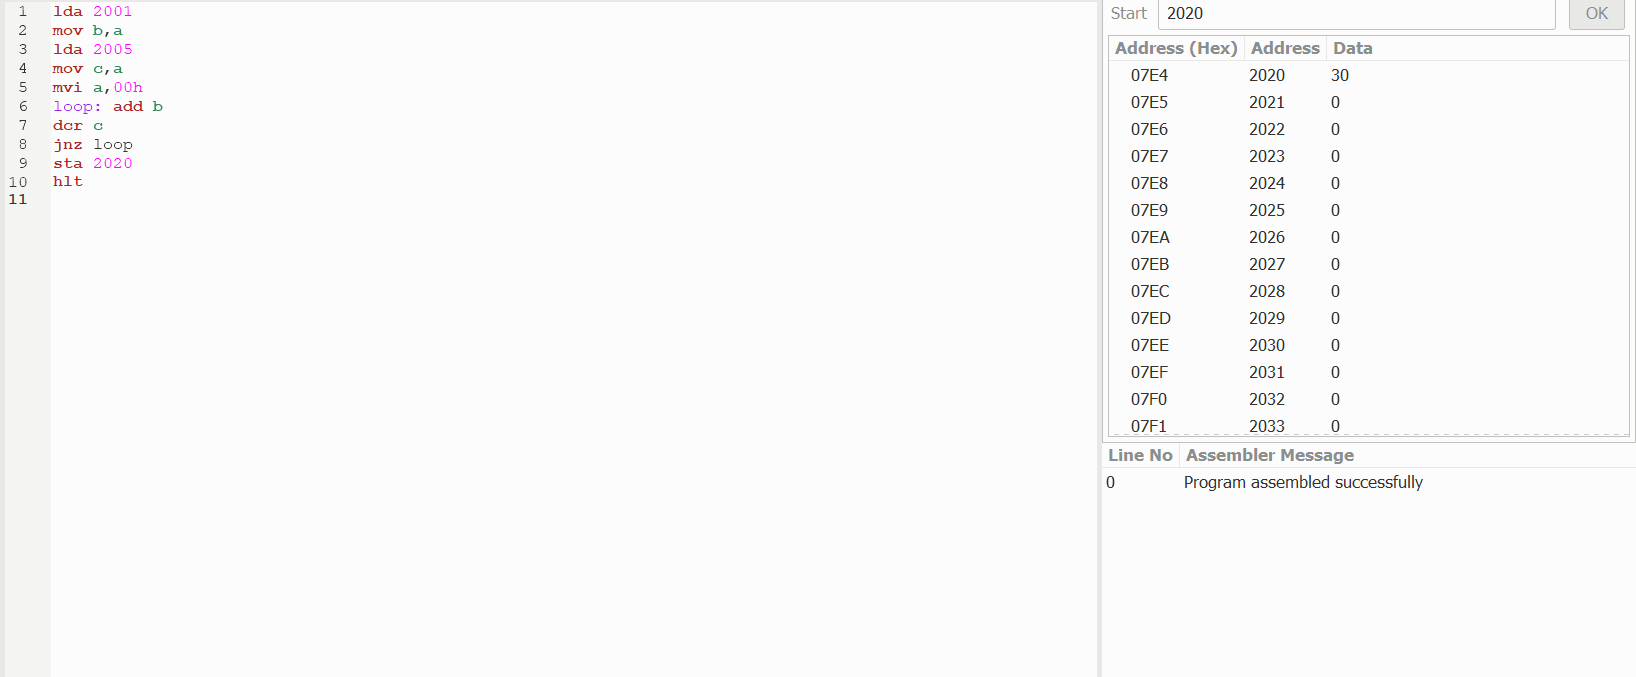 1 lda 2001
2 mov b,a
3 lda 2005
4 mov c,a
5 mvi a,00h
6 loop: add b
7 dcr c
8 jnz loop
9 sta 2020
10 hlt
11
Start 2020 OK
Address (Hex) Address Data
07E4 2020 30
07E5 2021 0
07E6 2022 0
07E7 2023 0
07E8 2024 0
07E9 2025 0
07EA 2026 0
07EB 2027 0
07EC 2028 0
07ED 2029 0
07EE 2030 0
07EF 2031 0
07F0 2032 0
07F1 2033 0
Line No Assembler Message
0 Program assembled successfully